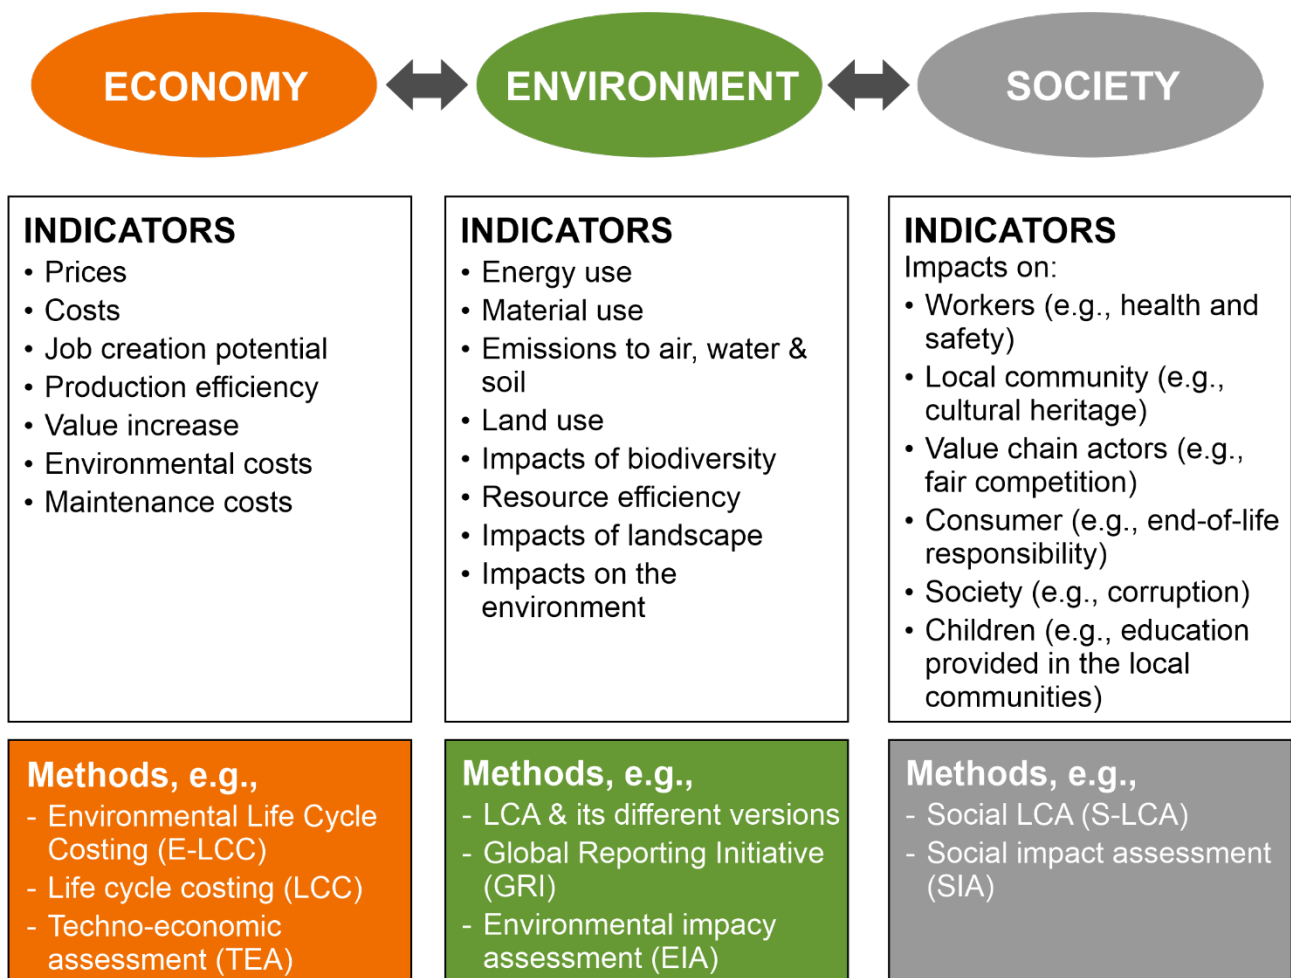 ECONOMY
ENVIRONMENT
SOCIETY
INDICATORS
• Prices
• Costs
• Job creation potential
• Production efficiency
• Value increase
• Environmental costs
• Maintenance costs
INDICATORS
• Energy use
• Material use
• Emissions to air, water &
soil
• Land use
• Impacts of biodiversity
• Resource efficiency
• Impacts of landscape
• Impacts on the
environment
INDICATORS
Impacts on:
• Workers (e.g., health and
safety)
• Local community (e.g.,
cultural heritage)
• Value chain actors (e.g.,
fair competition)
• Consumer (e.g., end-of-life
responsibility)
• Society (e.g., corruption)
• Children (e.g., education
provided in the local
communities)
Methods, e.g.,
- Environmental Life Cycle
Costing (E-LCC)
- Life cycle costing (LCC)
- Techno-economic
assessment (TEA)
Methods, e.g.,
- LCA & its different versions
- Global Reporting Initiative
(GRI)
- Environmental impacy
assessment (EIA)
Methods, e.g.,
- Social LCA (S-LCA)
- Social impact assessment
(SIA)